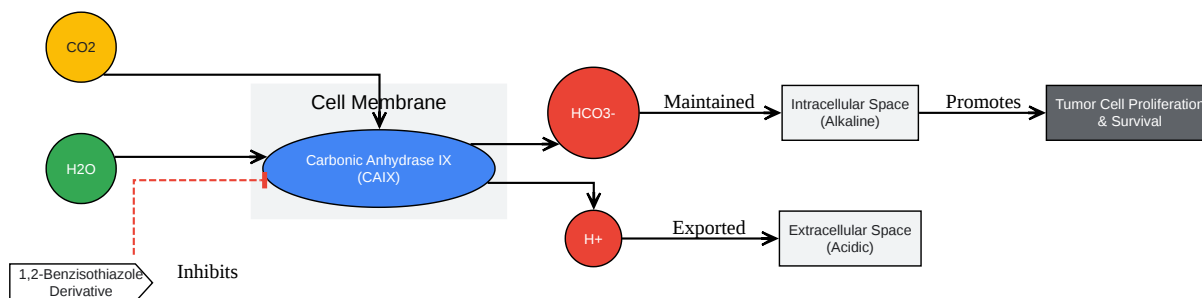 CO2
Cell Membrane
HCO3-
Maintained
Intracellular Space
(Alkaline)
Promotes
Tumor Cell Proliferation
& Survival
H2O
Carbonic Anhydrase IX
(CAIX)
H+
Exported
Extracellular Space
(Acidic)
1,2-Benzisothiazole
Derivative
Inhibits